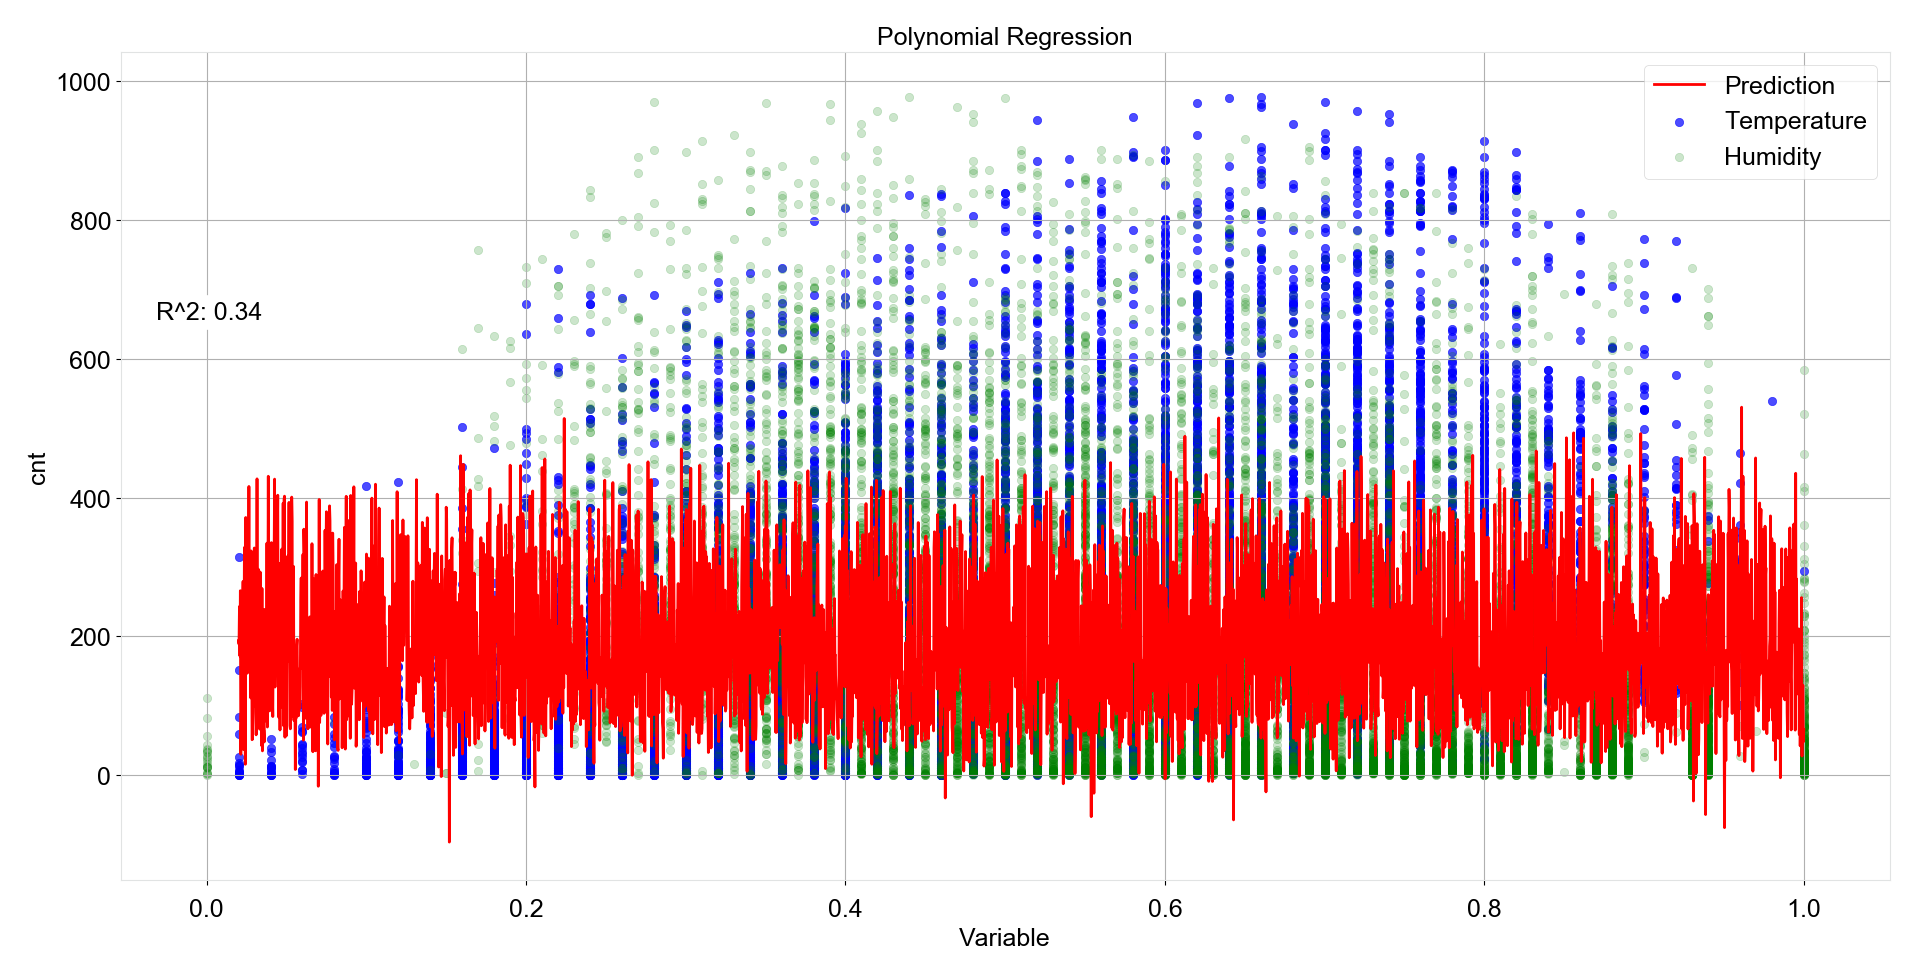 Polynomial Regression
1000
800
600
400
200
0
cnt
R^2: 0.34
Prediction
Temperature
Humidity
0.0 0.2 0.4 0.6 0.8 1.0
Variable